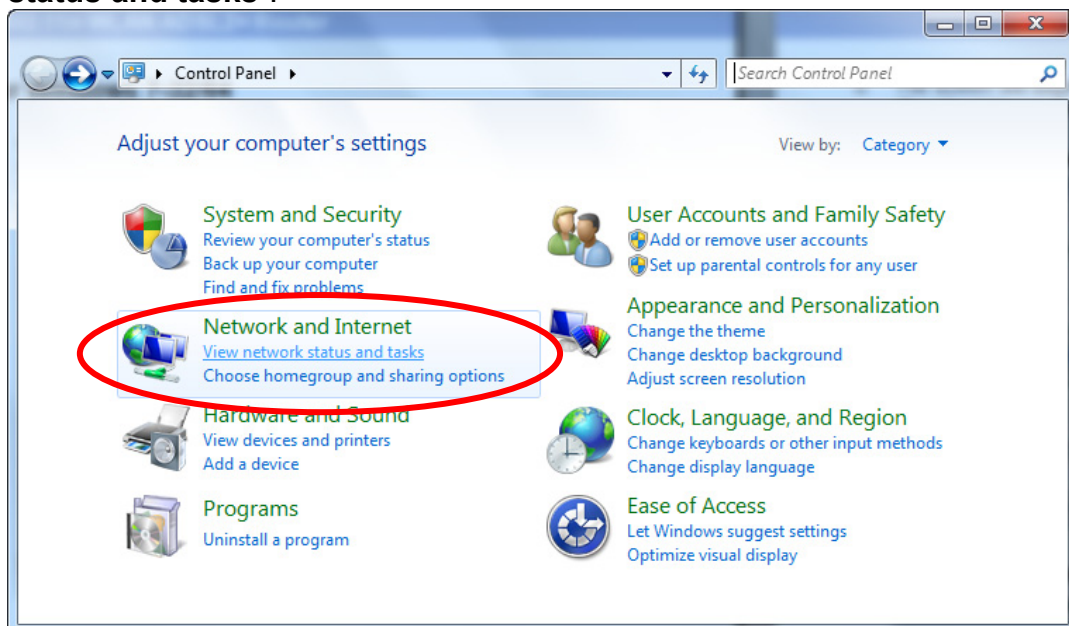 status and tasks".
Control Panel
Search Control Panel
Adjust your computer's settings
View by: Category
System and Security
Review your computer's status
Back up your computer
Find and fix problems
Network and Internet
View network status and tasks
Choose homegroup and sharing options
Hardware and Sound
View devices and printers
Add a device
Programs
Uninstall a program
User Accounts and Family Safety
Add or remove user accounts
Set up parental controls for any user
Appearance and Personalization
Change the theme
Change desktop background
Adjust screen resolution
Clock, Language, and Region
Change keyboards or other input methods
Change display language
Ease of Access
Let Windows suggest settings
Optimize visual display